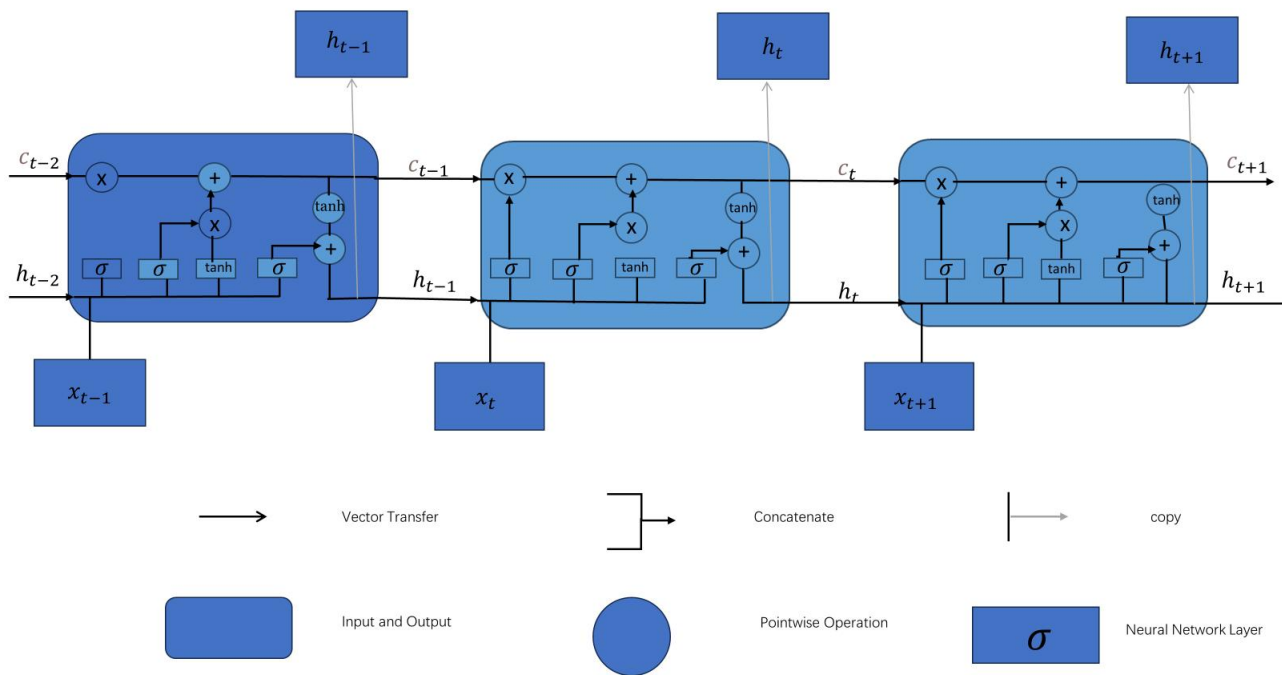 h_{t−1}
h_t
h_{t+1}
c_{t−2}
x
+
c_{t−1}
x
+
c_t
x
+
c_{t+1}
tanh
tanh
tanh
x
x
x
+
+
+
σ
σ
tanh
σ
σ
σ
tanh
σ
σ
σ
tanh
σ
h_{t−2}
h_{t−1}
h_t
h_{t+1}
x_{t−1}
x_t
x_{t+1}
Vector Transfer
Concatenate
copy
Input and Output
Pointwise Operation
σ
Neural Network Layer